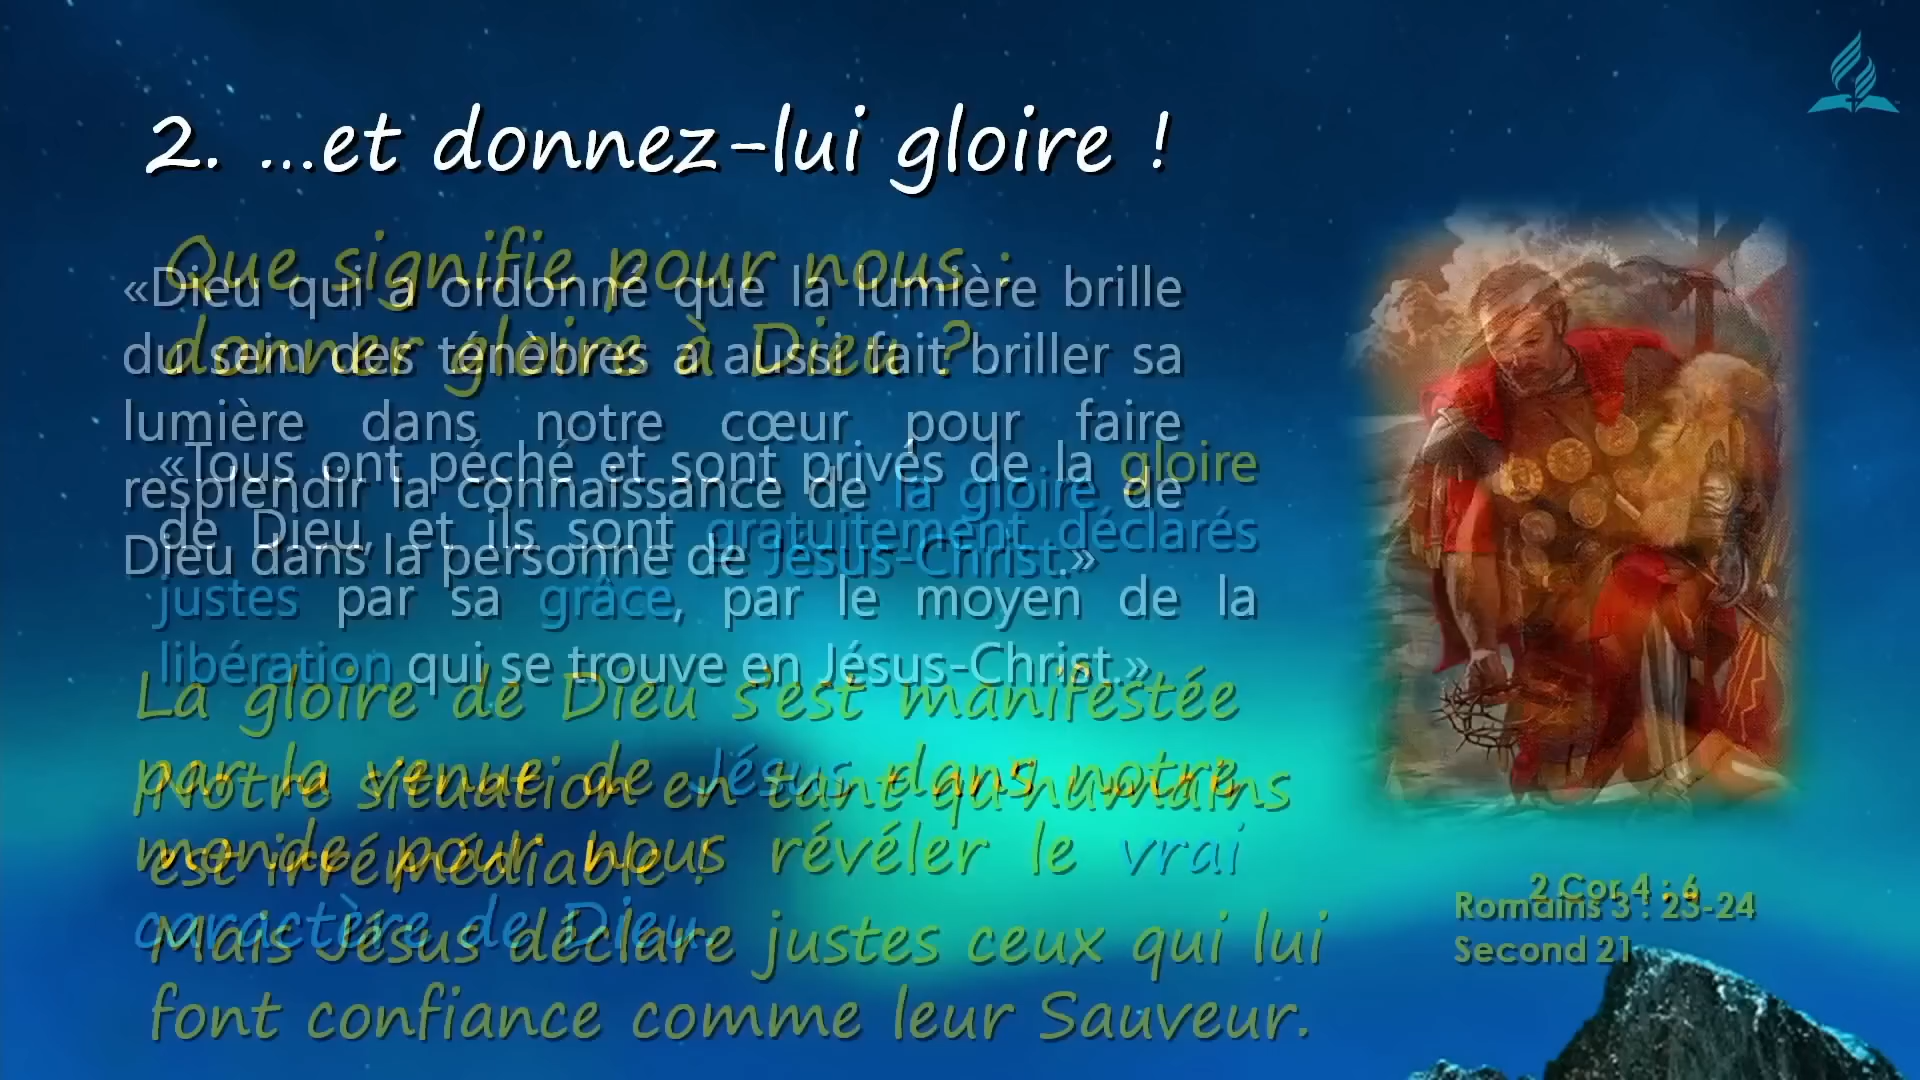 2. ...et donnez-lui gloire !
Que signifie pour nous :
donner gloire à Dieu ?
«Dieu qui a ordonné que la lumière brille
du sein des ténèbres a aussi fait briller sa
lumière dans notre cœur pour faire
resplendir la connaissance de la gloire de
Dieu dans la personne de Jésus-Christ.»
«Tous ont péché et sont privés de la gloire
de Dieu, et ils sont gratuitement déclarés
justes par sa grâce, par le moyen de la
libération qui se trouve en Jésus-Christ.»
La gloire de Dieu s'est manifestée
par la venue de Jésus dans notre
monde pour nous révéler le vrai
caractère de Dieu.
Notre situation en tant qu'humains
est irrémédiable !
Mais Jésus déclare justes ceux qui lui
font confiance comme leur Sauveur.
2 Cor 4 : 6
Romains 3 : 23-24
Second 21